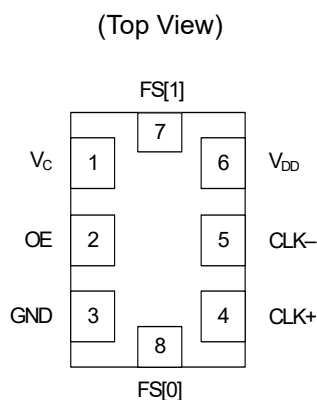 (Top View)
FS[1]
7
VC 1 6 VDD
OE 2 5 CLK–
GND 3 4 CLK+
8
FS[0]